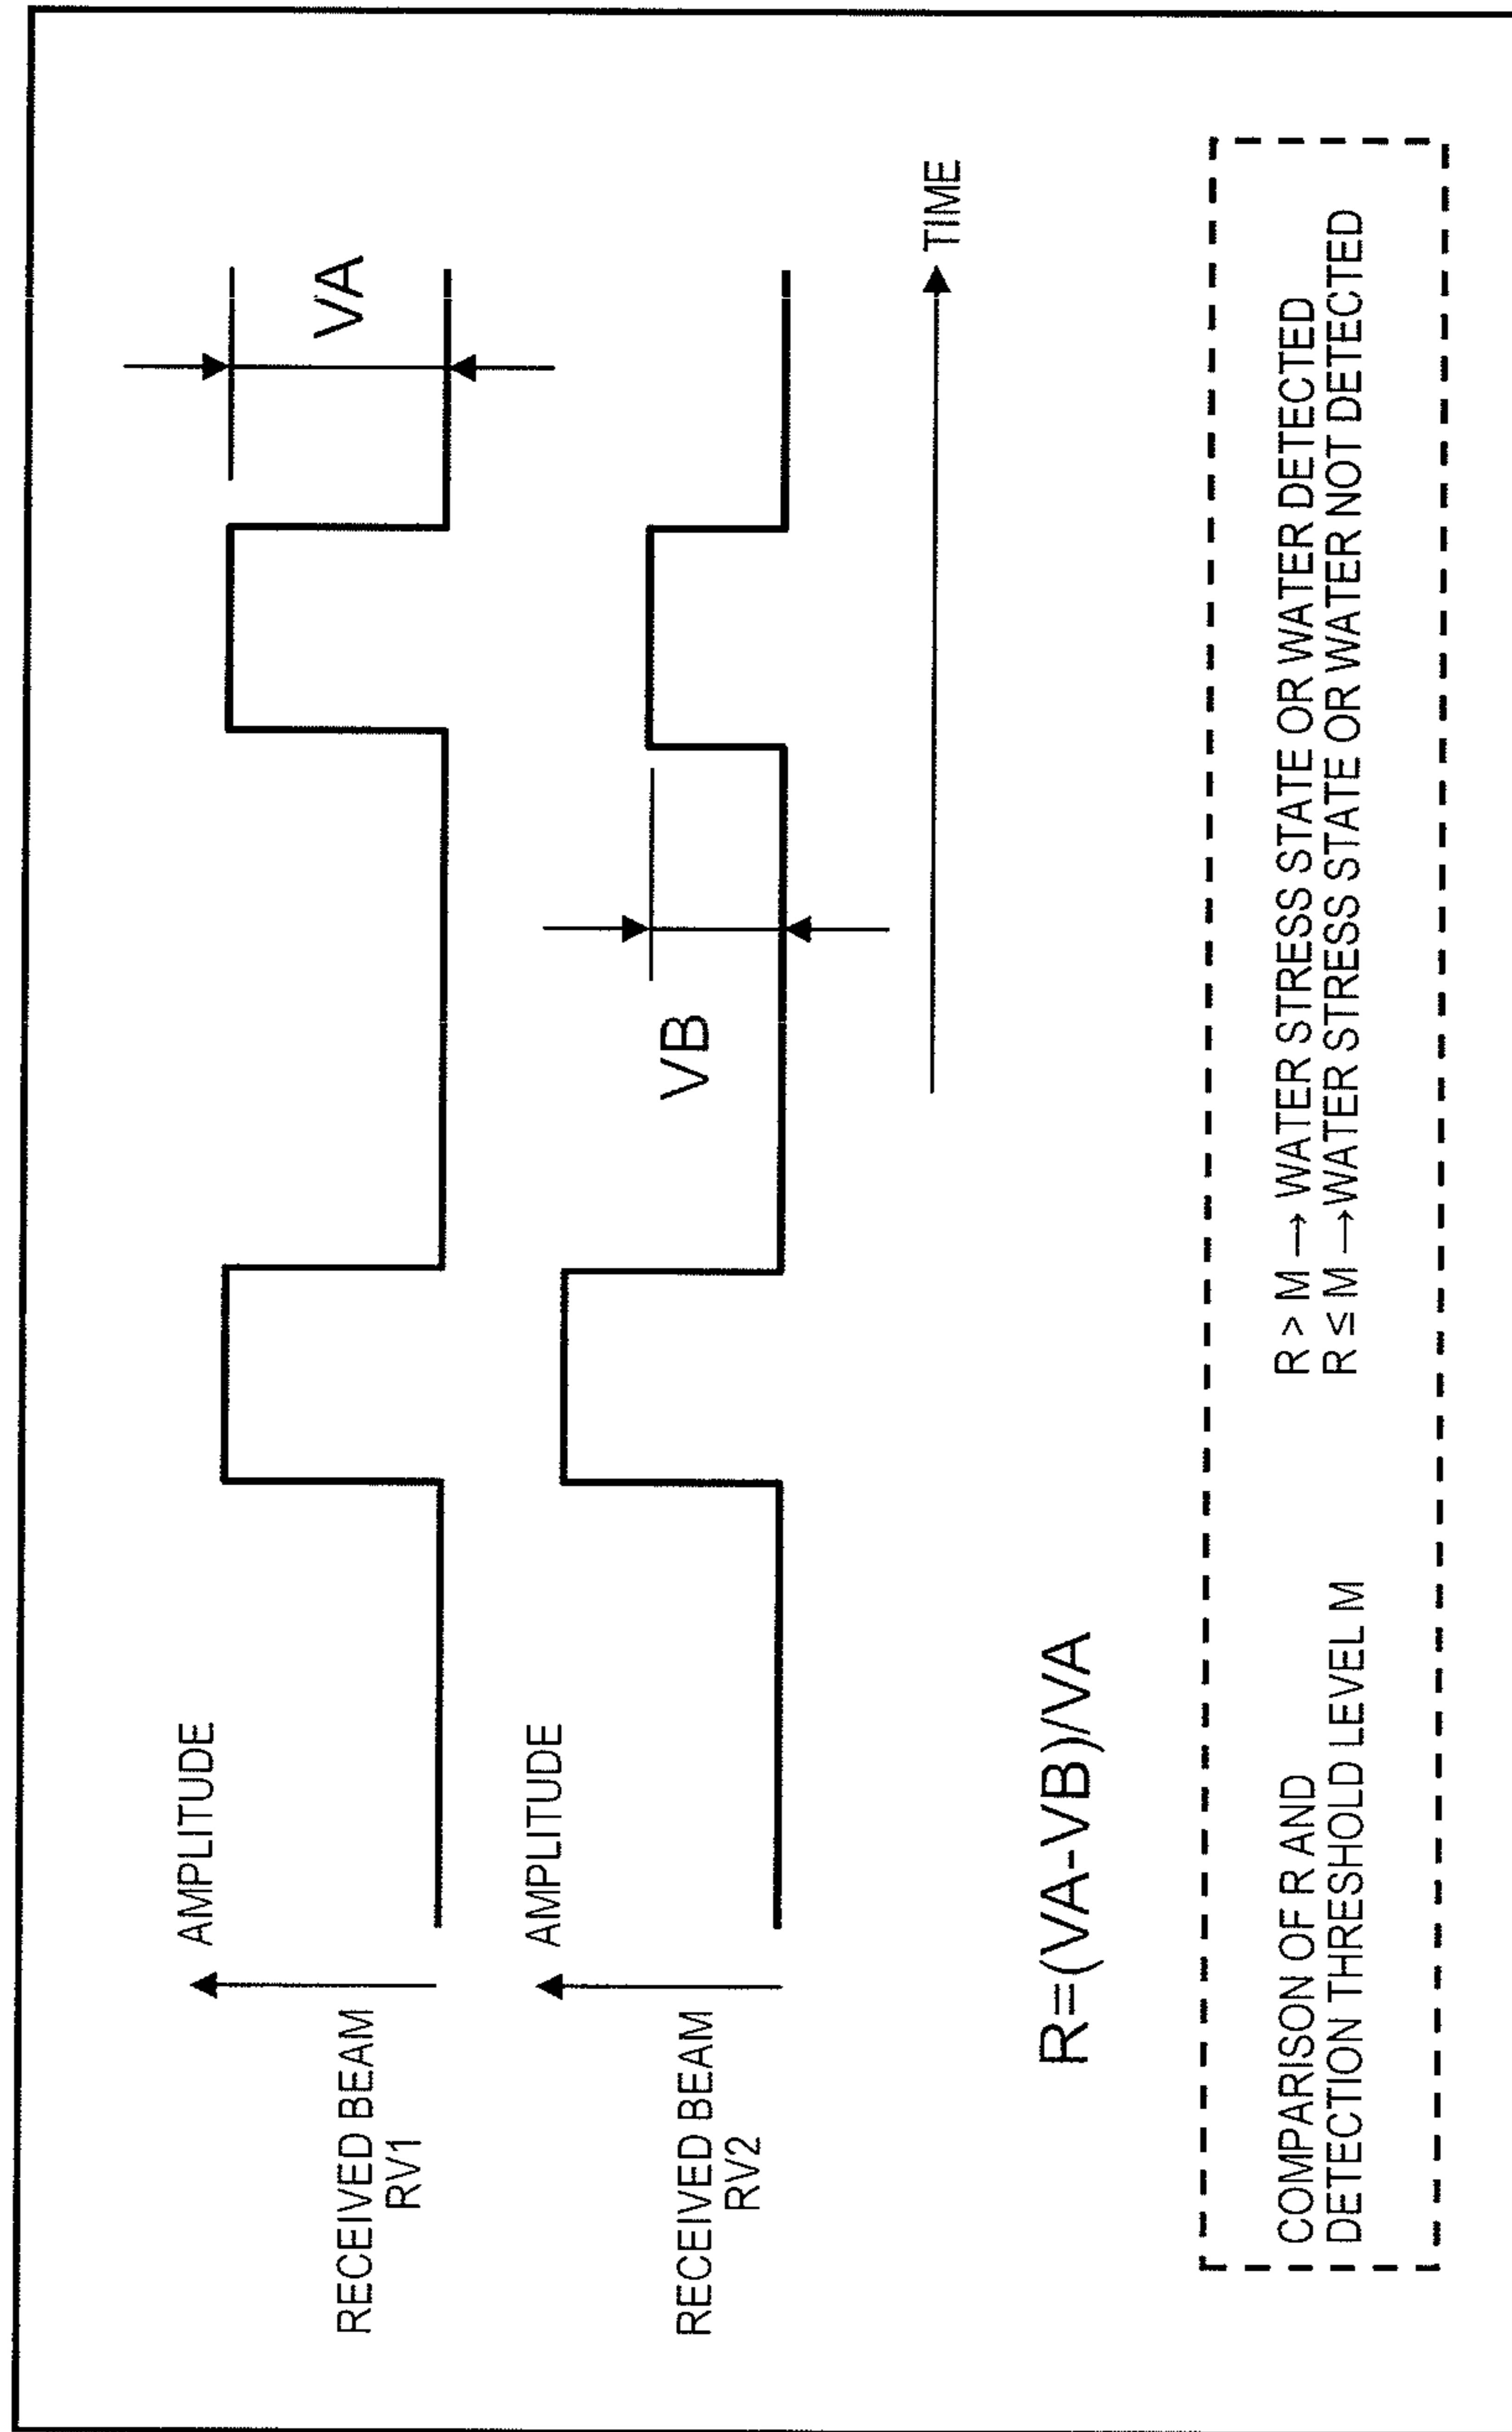 AMPLITUDE
RECEIVED BEAM
RV1
VA
AMPLITUDE
RECEIVED BEAM
RV2
VB
TIME
R=(VA-VB)/VA
COMPARISON OF R AND
DETECTION THRESHOLD LEVEL M
R > M → WATER STRESS STATE OR WATER DETECTED
R ≤ M → WATER STRESS STATE OR WATER NOT DETECTED